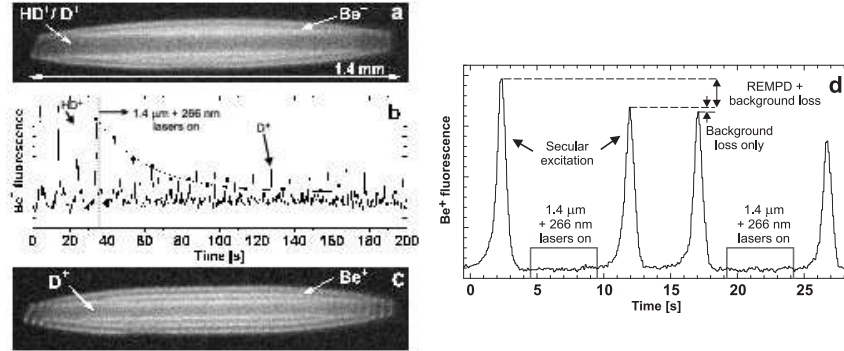 HD⁺/D⁺
Be⁺
a
1.4 mm
Be⁺ fluorescence
b
HD⁺
1.4 µm + 266 nm
lasers on
D⁺
0 20 40 60 80 100 120 140 160 180 200
Time [s]
D⁺
Be⁺
c
Be⁺ fluorescence
d
REMPD +
background loss
Secular
excitation
Background
loss only
1.4 µm
+ 266 nm
lasers on
1.4 µm
+ 266 nm
lasers on
0 5 10 15 20 25
Time [s]